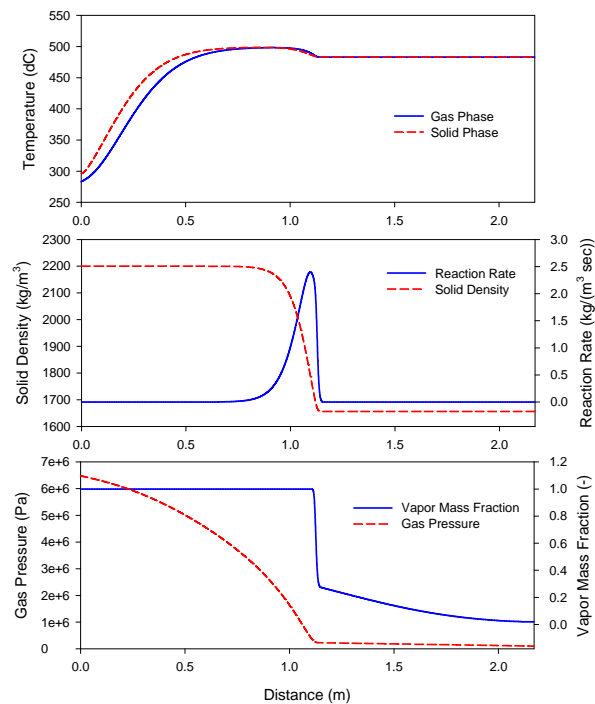 550
500
450
400
350
300
250
Temperature (dC)
Gas Phase
Solid Phase
0.0 0.5 1.0 1.5 2.0
2300
2200
2100
2000
1900
1800
1700
1600
Solid Density (kg/m³)
Reaction Rate
Solid Density
3.0
2.5
2.0
1.5
1.0
0.5
0.0
Reaction Rate (kg/(m³ sec))
0.0 0.5 1.0 1.5 2.0
7e+6
6e+6
5e+6
4e+6
3e+6
2e+6
1e+6
0
Gas Pressure (Pa)
Vapor Mass Fraction
Gas Pressure
1.2
1.0
0.8
0.6
0.4
0.2
0.0
Vapor Mass Fraction (-)
0.0 0.5 1.0 1.5 2.0
Distance (m)